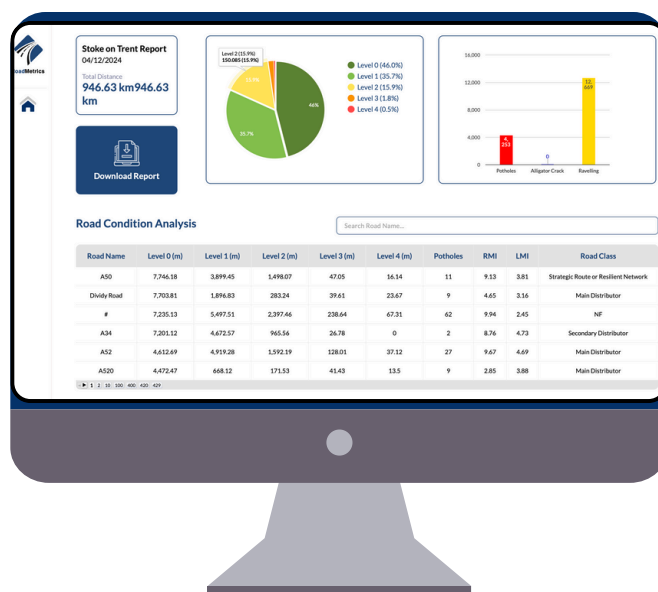 oadMetrics
Stoke on Trent Report
04/12/2024
Total Distance
946.63 km946.63
km
Download Report
Level 2 (15.9%)
150.085 (15.9%)
15.9%
46%
35.7%
Level 0 (46.0%)
Level 1 (35.7%)
Level 2 (15.9%)
Level 3 (1.8%)
Level 4 (0.5%)
16,000
12,000
8,000
4,000
0
4,
353
0
12,
669
Potholes Alligator Crack Ravelling
Road Condition Analysis
Search Road Name...
Road Name Level 0 (m) Level 1 (m) Level 2 (m) Level 3 (m) Level 4 (m) Potholes RMI LMI Road Class
A50 7,746.18 3,899.45 1,498.07 47.05 16.14 11 9.13 3.81 Strategic Route or Resilient Network
Dividy Road 7,703.81 1,896.83 283.24 39.61 23.67 9 4.65 3.16 Main Distributor
# 7,235.13 5,497.51 2,397.46 238.64 67.31 62 9.94 2.45 NF
A34 7,201.12 4,672.57 965.56 26.78 0 2 8.76 4.73 Secondary Distributor
A52 4,612.69 4,919.28 1,592.19 128.01 37.12 27 9.67 4.69 Main Distributor
A520 4,472.47 668.12 171.53 41.43 13.5 9 2.85 3.88 Main Distributor
1 2 10 100 400 420 429